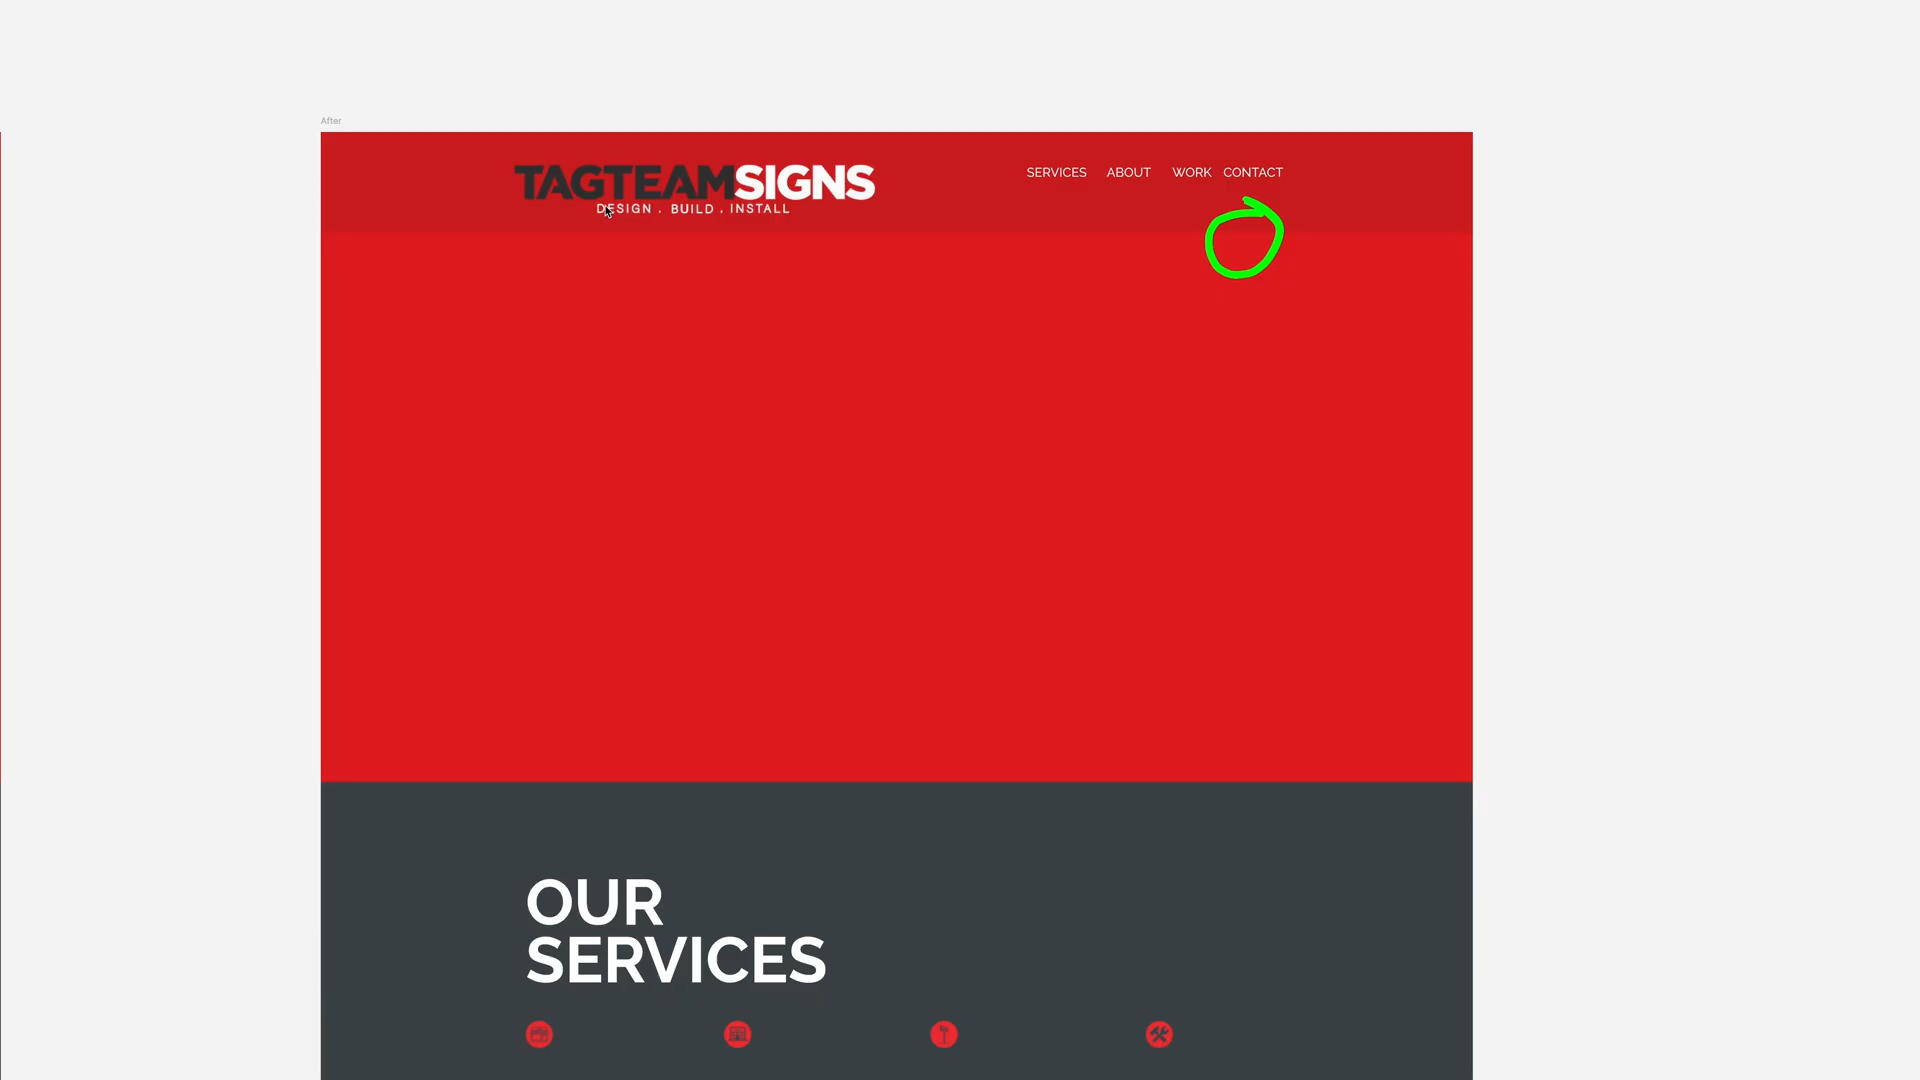 After
TAGTEAMSIGNS
DESIGN . BUILD . INSTALL
SERVICES ABOUT WORK CONTACT
OUR
SERVICES